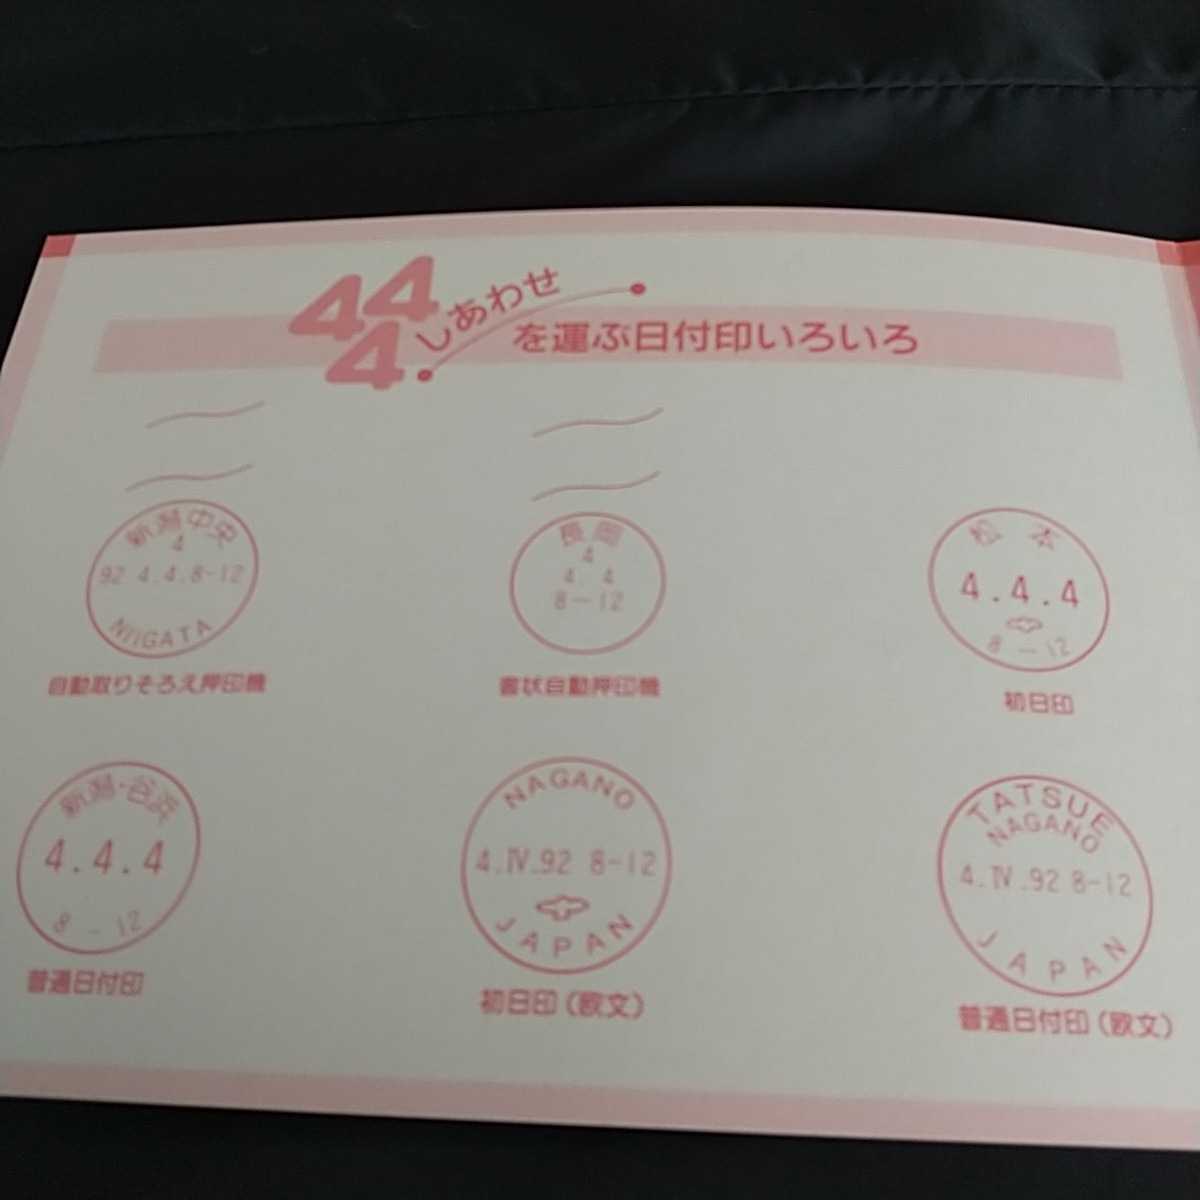 444しあわせを運ぶ日付印いろいろ
新潟中央
4
92 4.4.8-12
NIIGATA
自動取りそろえ押印機
長岡
4
4. 4
8-12
書状自動押印機
松本
4.4.4
8-12
初日印
新潟・谷浜
4.4.4
8-12
普通日付印
NAGANO
4.IV.92 8-12
JAPAN
初日印(欧文)
TATSUE
NAGANO
4.IV.92 8-12
JAPAN
普通日付印(欧文)